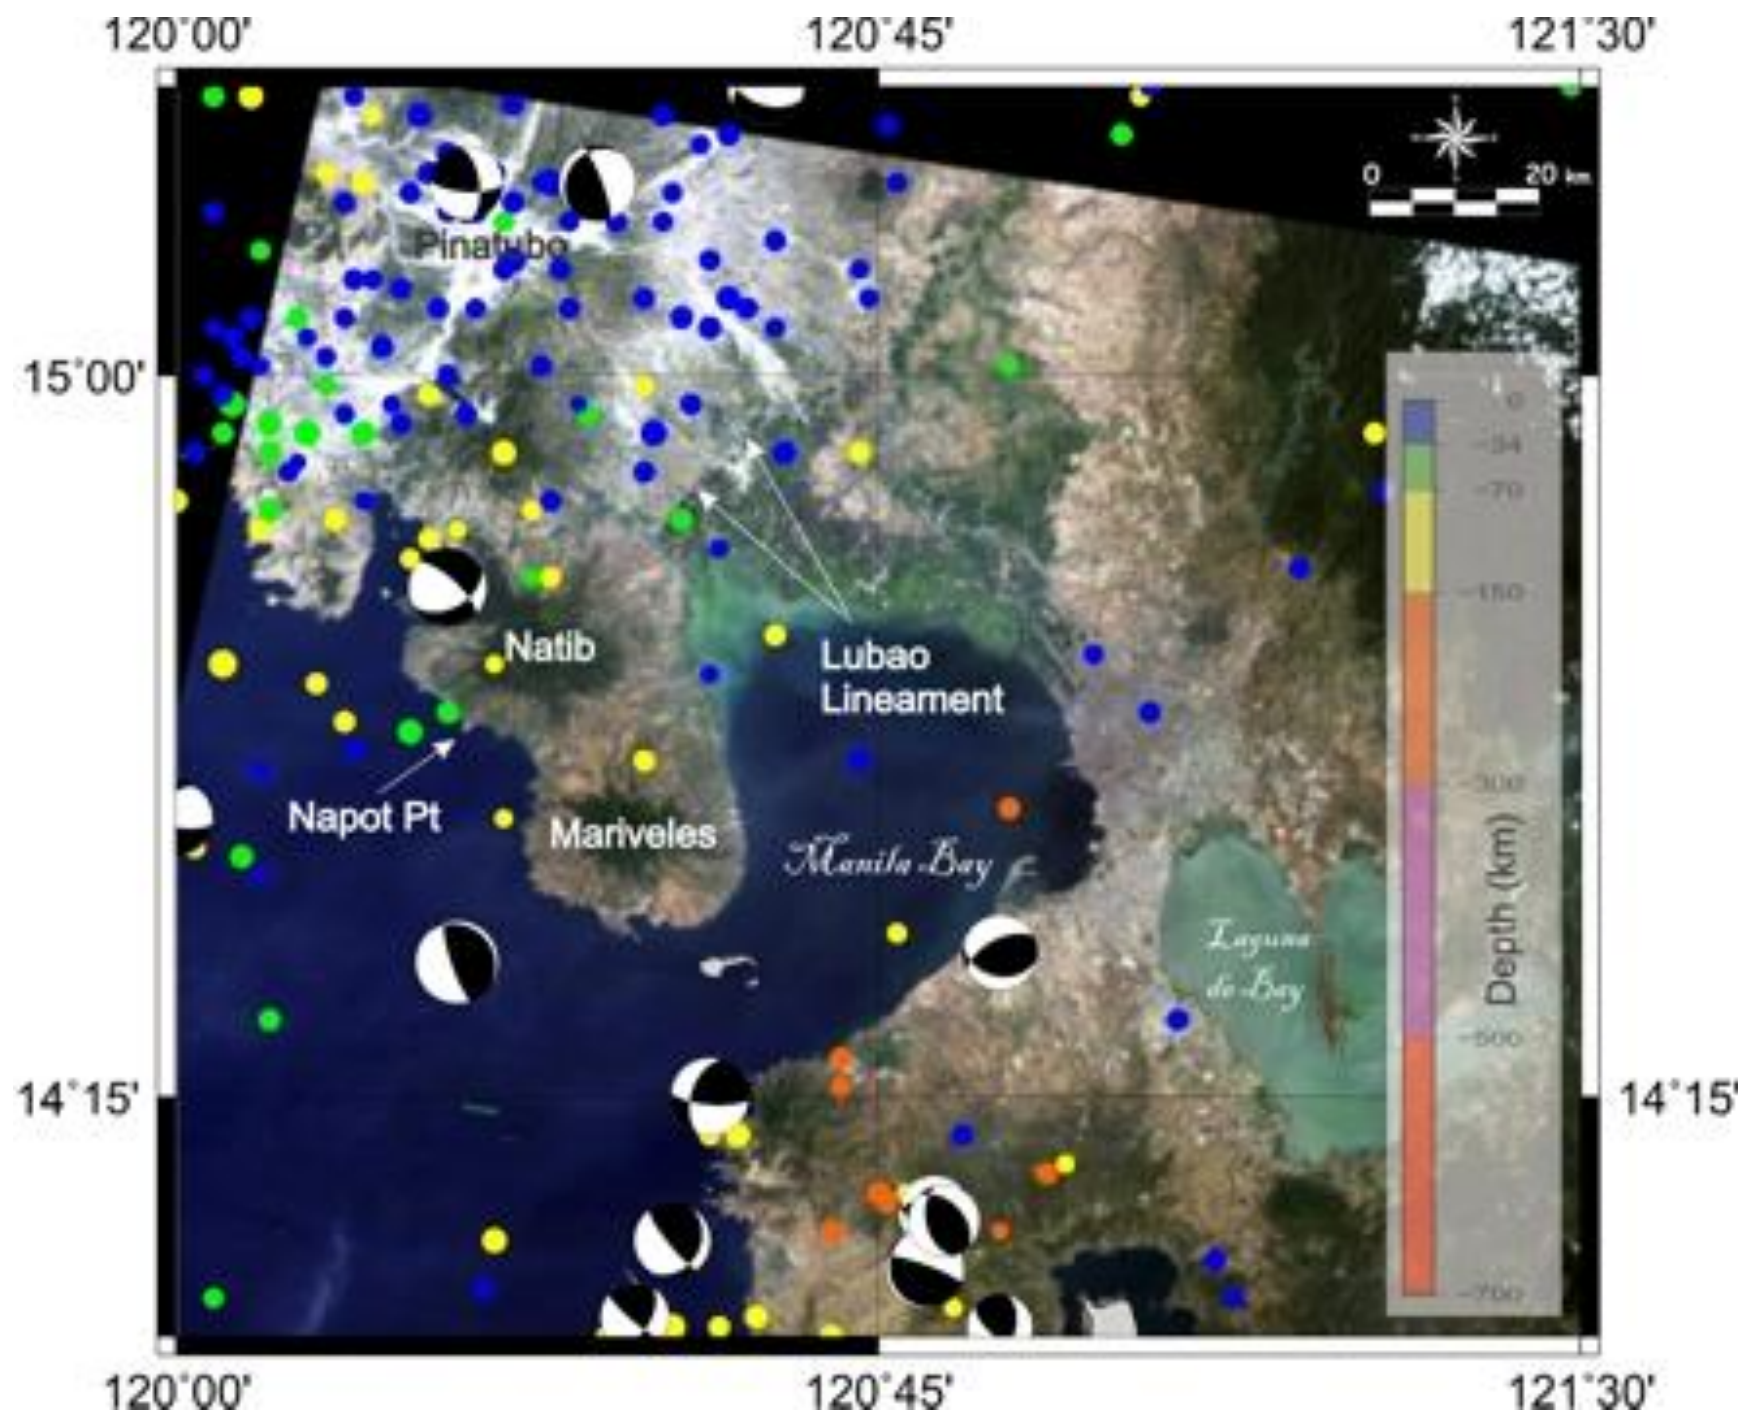 120°00'
120°45'
121°30'
0
20 km
Pinatubo
15°00'
0
-34
-70
-150
-300
-500
-700
Depth (km)
Natib
Lubao
Lineament
Napot Pt
Mariveles
Manila Bay
Laguna
de Bay
14°15'
14°15'
120°00'
120°45'
121°30'